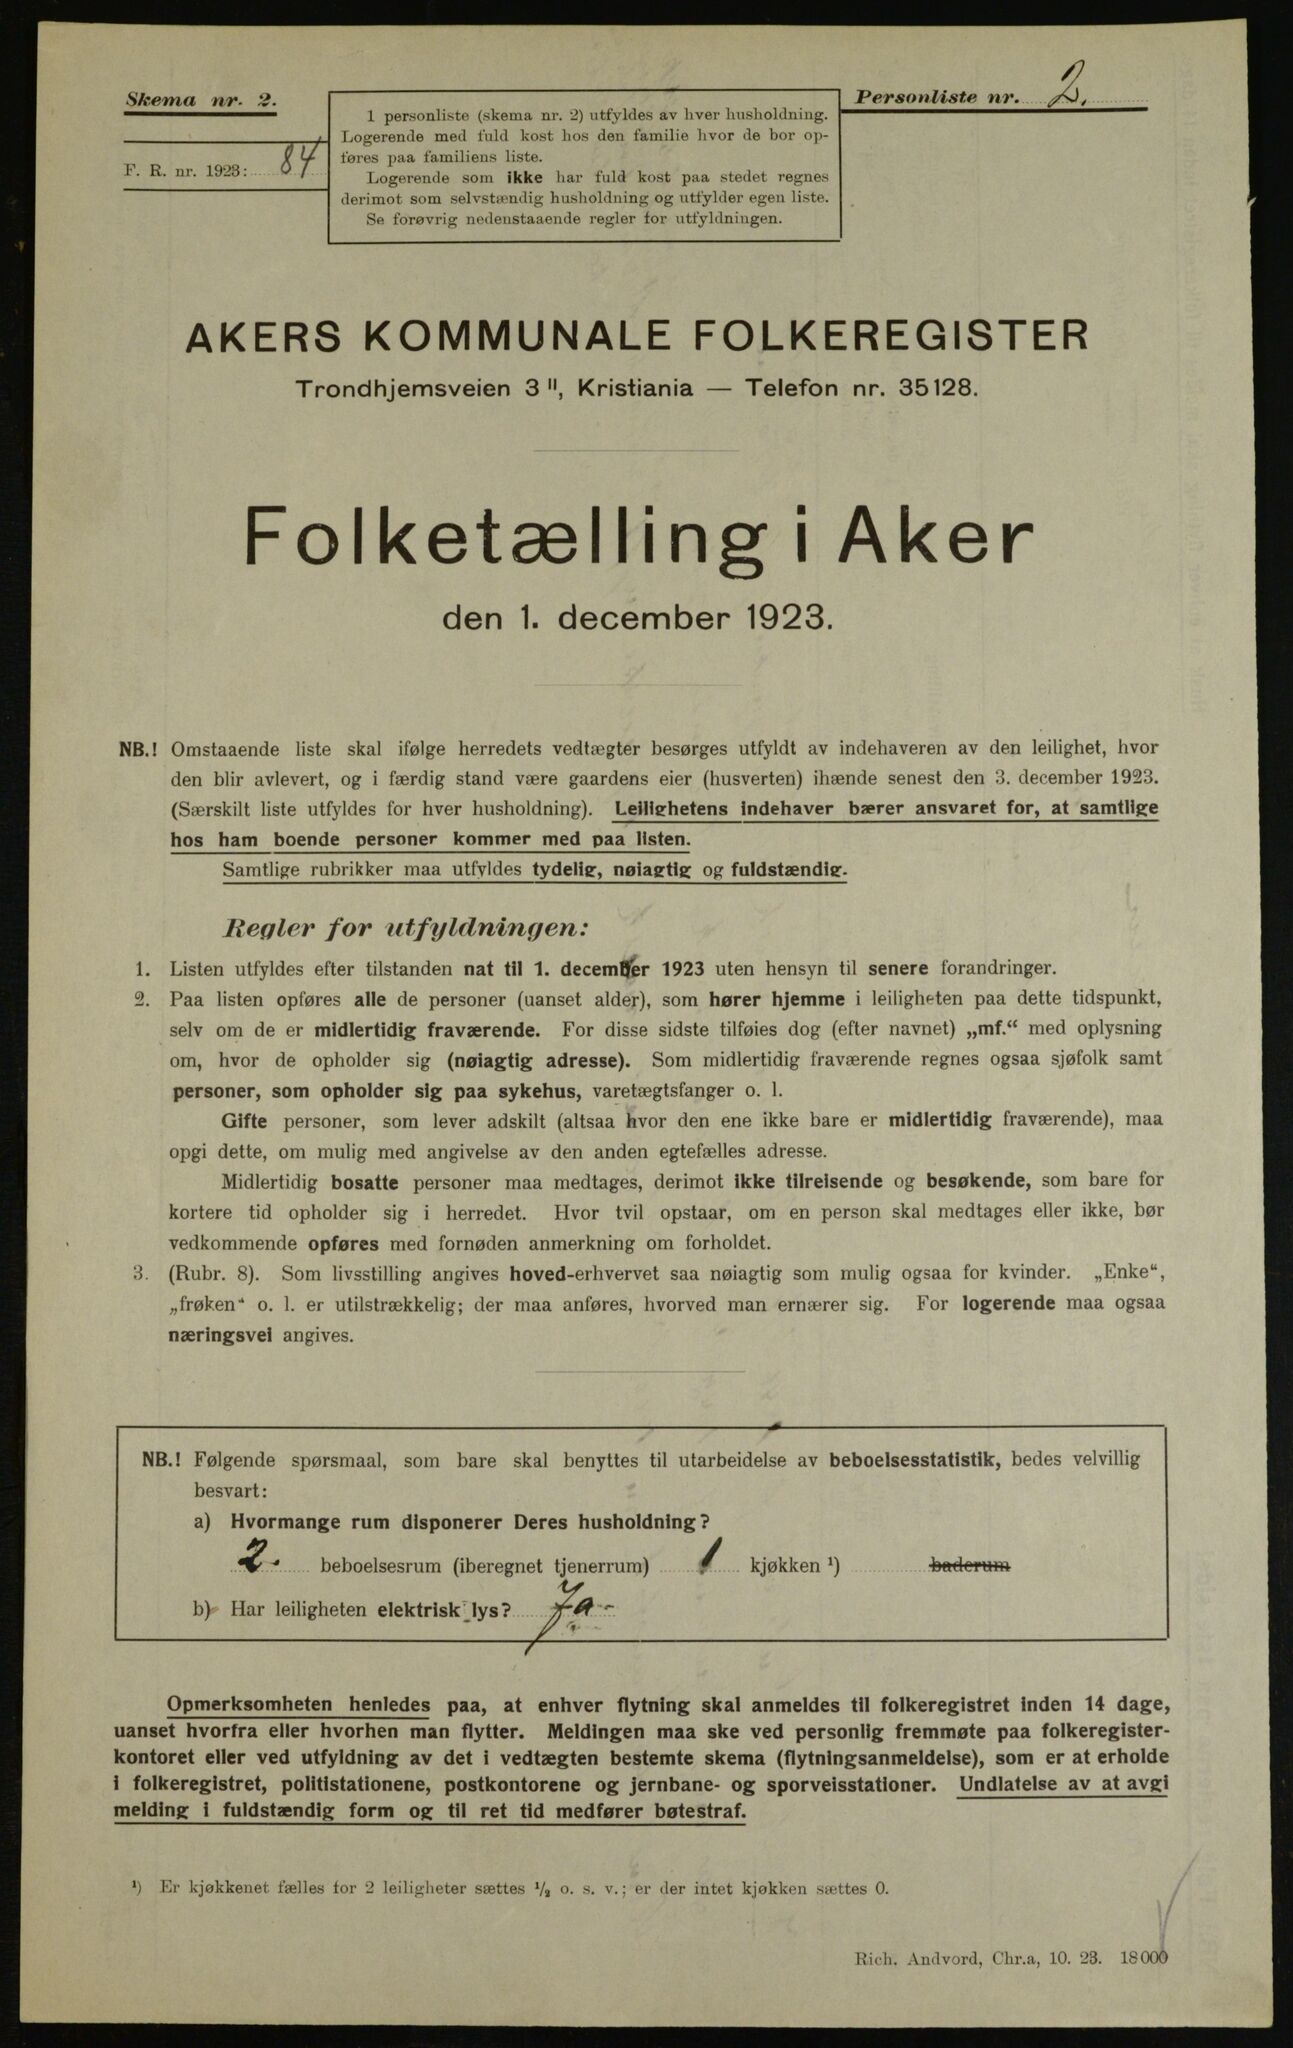 Skema nr. 2.
Personliste nr. 2.
F. R. nr. 1923: 84
1 personliste (skema nr. 2) utfyldes av hver husholdning.
Logerende med fuld kost hos den familie hvor de bor op-
føres paa familiens liste.
Logerende som ikke har fuld kost paa stedet regnes
derimot som selvstændig husholdning og utfylder egen liste.
Se forøvrig nedenstaaende regler for utfyldningen.
AKERS KOMMUNALE FOLKEREGISTER
Trondhjemsveien 3 II, Kristiania — Telefon nr. 35128.
Folketælling i Aker
den 1. december 1923.
NB.! Omstaaende liste skal ifølge herredets vedtægter besørges utfyldt av indehaveren av den leilighet, hvor
den blir avlevert, og i færdig stand være gaardens eier (husverten) ihænde senest den 3. december 1923.
(Særskilt liste utfyldes for hver husholdning). Leilighetens indehaver bærer ansvaret for, at samtlige
hos ham boende personer kommer med paa listen.
Samtlige rubrikker maa utfyldes tydelig, nøiagtig og fuldstændig.
Regler for utfyldningen:
1. Listen utfyldes efter tilstanden nat til 1. december 1923 uten hensyn til senere forandringer.
2. Paa listen opføres alle de personer (uanset alder), som hører hjemme i leiligheten paa dette tidspunkt,
selv om de er midlertidig fraværende. For disse sidste tilføies dog (efter navnet) „mf.“ med oplysning
om, hvor de opholder sig (nøiagtig adresse). Som midlertidig fraværende regnes ogsaa sjøfolk samt
personer, som opholder sig paa sykehus, varetægtsfanger o. l.
Gifte personer, som lever adskilt (altsaa hvor den ene ikke bare er midlertidig fraværende), maa
opgi dette, om mulig med angivelse av den anden egtefælles adresse.
Midlertidig bosatte personer maa medtages, derimot ikke tilreisende og besøkende, som bare for
kortere tid opholder sig i herredet. Hvor tvil opstaar, om en person skal medtages eller ikke, bør
vedkommende opføres med fornøden anmerkning om forholdet.
3. (Rubr. 8). Som livsstilling angives hoved-erhvervet saa nøiagtig som mulig ogsaa for kvinder. „Enke“,
„frøken“ o. l. er utilstrækkelig; der maa anføres, hvorved man ernærer sig. For logerende maa ogsaa
næringsvei angives.
NB.! Følgende spørsmaal, som bare skal benyttes til utarbeidelse av beboelsesstatistik, bedes velvillig
besvart:
a) Hvormange rum disponerer Deres husholdning?
2. beboelsesrum (iberegnet tjenerrum) 1 kjøkken ¹) baderum
b) Har leiligheten elektrisk lys? Ja
Opmerksomheten henledes paa, at enhver flytning skal anmeldes til folkeregistret inden 14 dage,
uanset hvorfra eller hvorhen man flytter. Meldingen maa ske ved personlig fremmøte paa folkeregister-
kontoret eller ved utfyldning av det i vedtægten bestemte skema (flytningsanmeldelse), som er at erholde
i folkeregistret, politistationene, postkontorene og jernbane- og sporveisstationer. Undlatelse av at avgi
melding i fuldstændig form og til ret tid medfører bøtestraf.
¹) Er kjøkkenet fælles for 2 leiligheter sættes ½ o. s. v.; er der intet kjøkken sættes 0.
Rich. Andvord, Chr.a, 10. 23. 18000